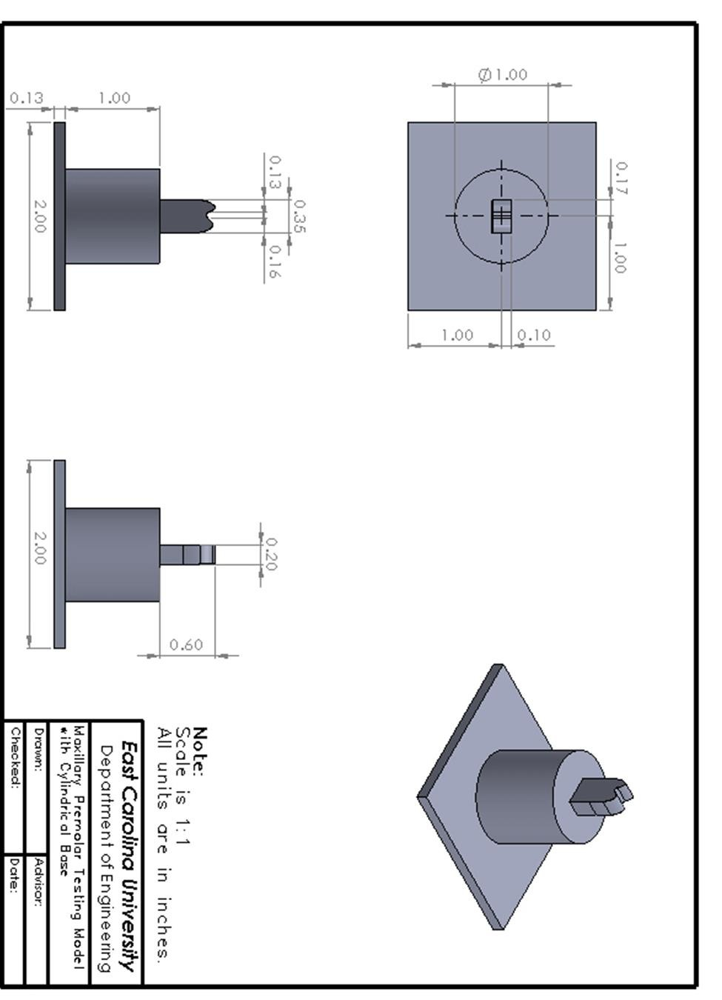 Ø1.00
0.17
1.00
1.00
0.10
0.13
1.00
2.00
0.13
0.35
0.16
2.00
0.20
0.60
Note:
Scale is 1:1
All units are in inches.
East Carolina University
Department of Engineering
Maxillary Premolar Testing Model
with Cylindrical Base
Drawn:
Advisor:
Checked:
Date: